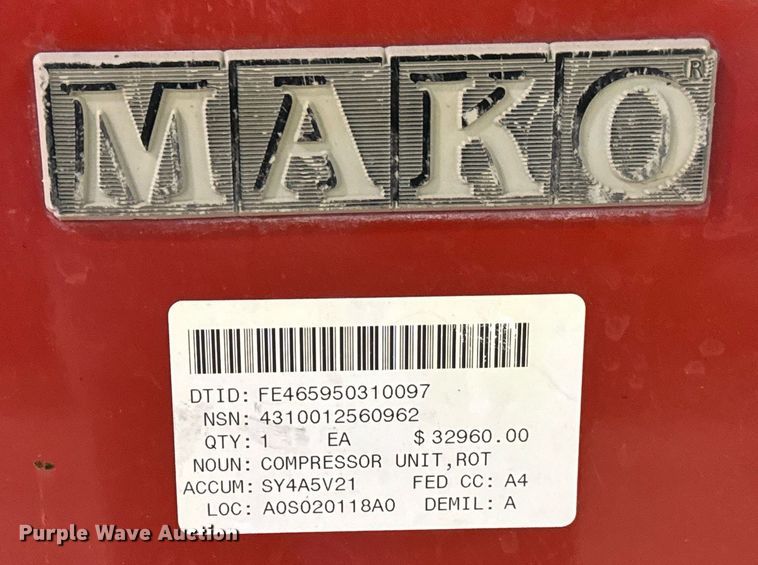 MAKO®
DTID: FE465950310097
NSN: 4310012560962
QTY: 1 EA $ 32960.00
NOUN: COMPRESSOR UNIT,ROT
ACCUM: SY4A5V21 FED CC: A4
LOC: A0S020118A0 DEMIL: A
Purple Wave Auction